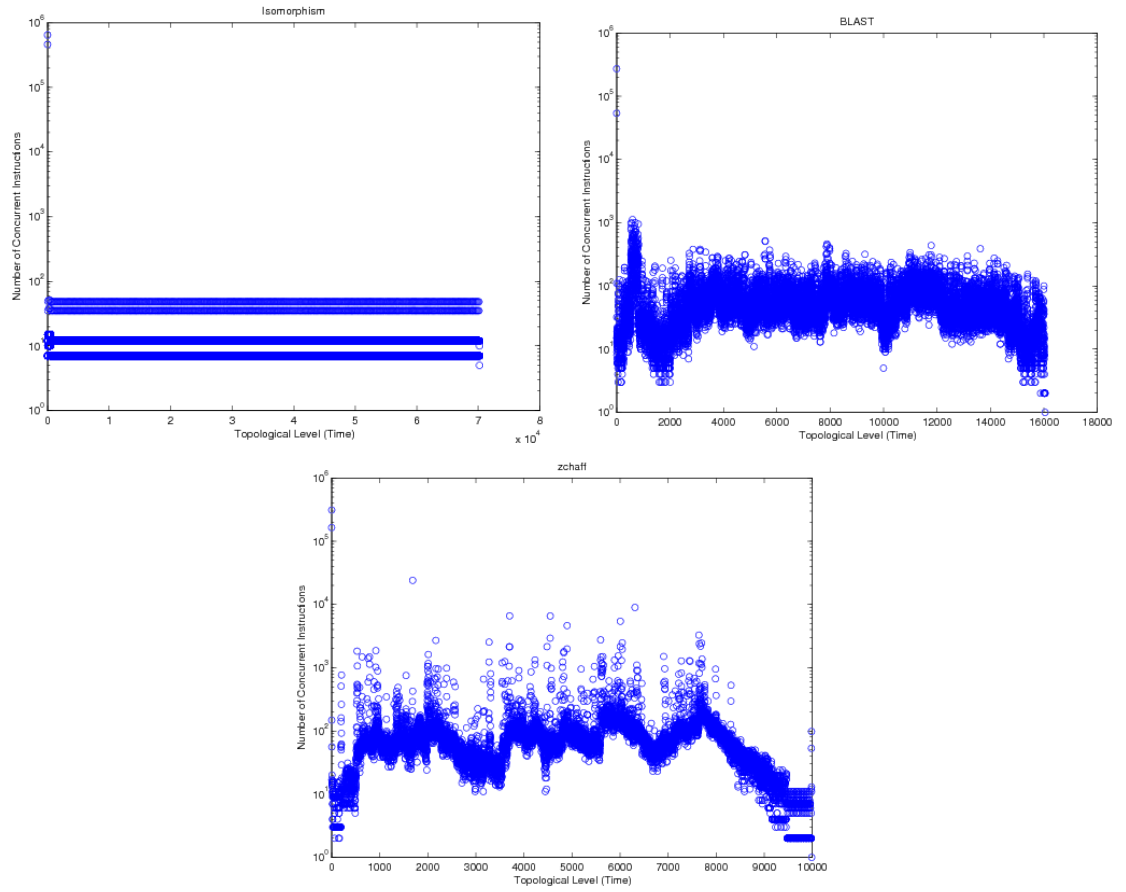 Isomorphism
Number of Concurrent Instructions
10^6
10^5
10^4
10^3
10^2
10^1
10^0
0 1 2 3 4 5 6 7 8
x 10^4
Topological Level (Time)
BLAST
Number of Concurrent Instructions
10^6
10^5
10^4
10^3
10^2
10^1
10^0
0 2000 4000 6000 8000 10000 12000 14000 16000 18000
Topological Level (Time)
zchaff
Number of Concurrent Instructions
10^6
10^5
10^4
10^3
10^2
10^1
10^0
0 1000 2000 3000 4000 5000 6000 7000 8000 9000 10000
Topological Level (Time)